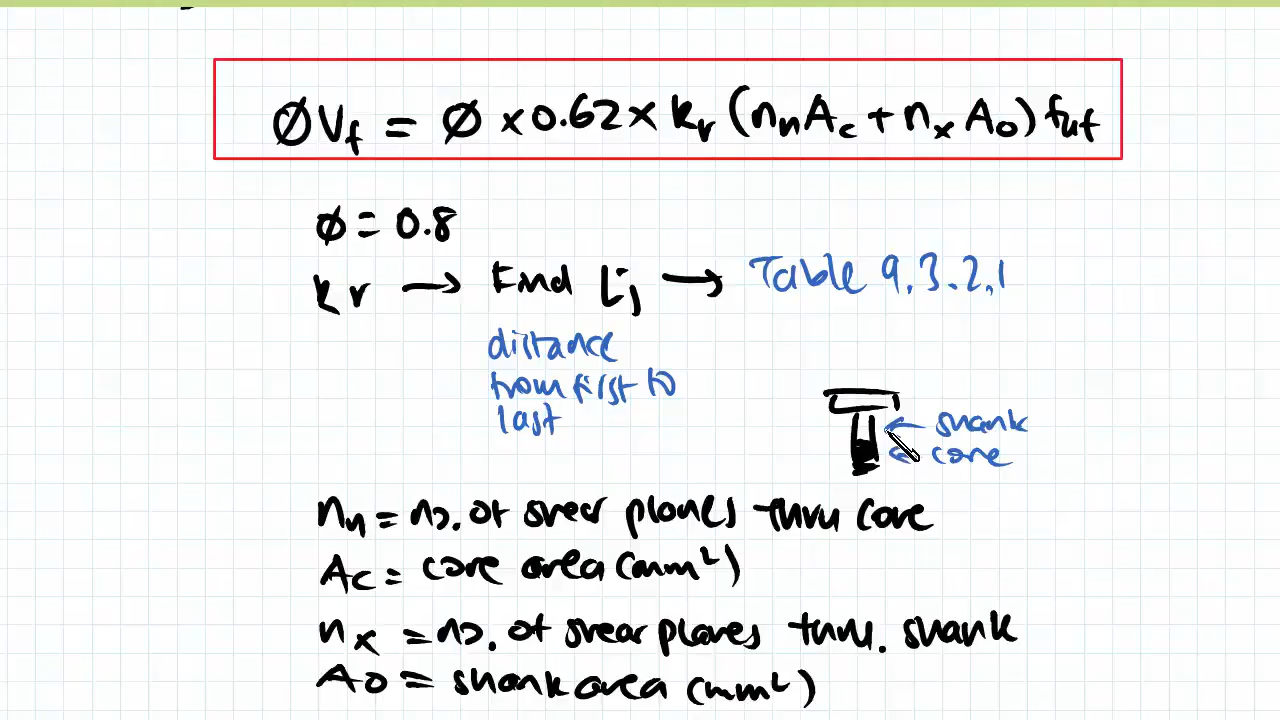 ØVf = Ø × 0.62 × kr (nnAc + nxAo) fuf
Ø = 0.8
kr → Find Lj → Table 9.3.2.1
distance
from first to
last
shank
core
nn = no. of shear planes thru core
Ac = core area (mm²)
nx = no. of shear planes thru. shank
Ao = shank area (mm²)